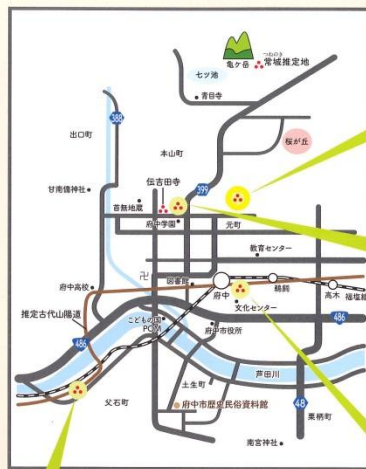 つねのき
亀ケ岳
常城推定地
七ツ池
青目寺
388
出口町
本山町
桜が丘
伝吉田寺
399
甘南備神社
首無地蔵
府中学園
元町
教育センター
卍
図書館
府中高校
府中
鵜飼
高木
福塩線
文化センター
推定古代山陽道
こどもの国
POM
府中市役所
486
486
芦田川
土生町
父石町
府中市歴史民俗資料館
48
栗柄町
南宮神社